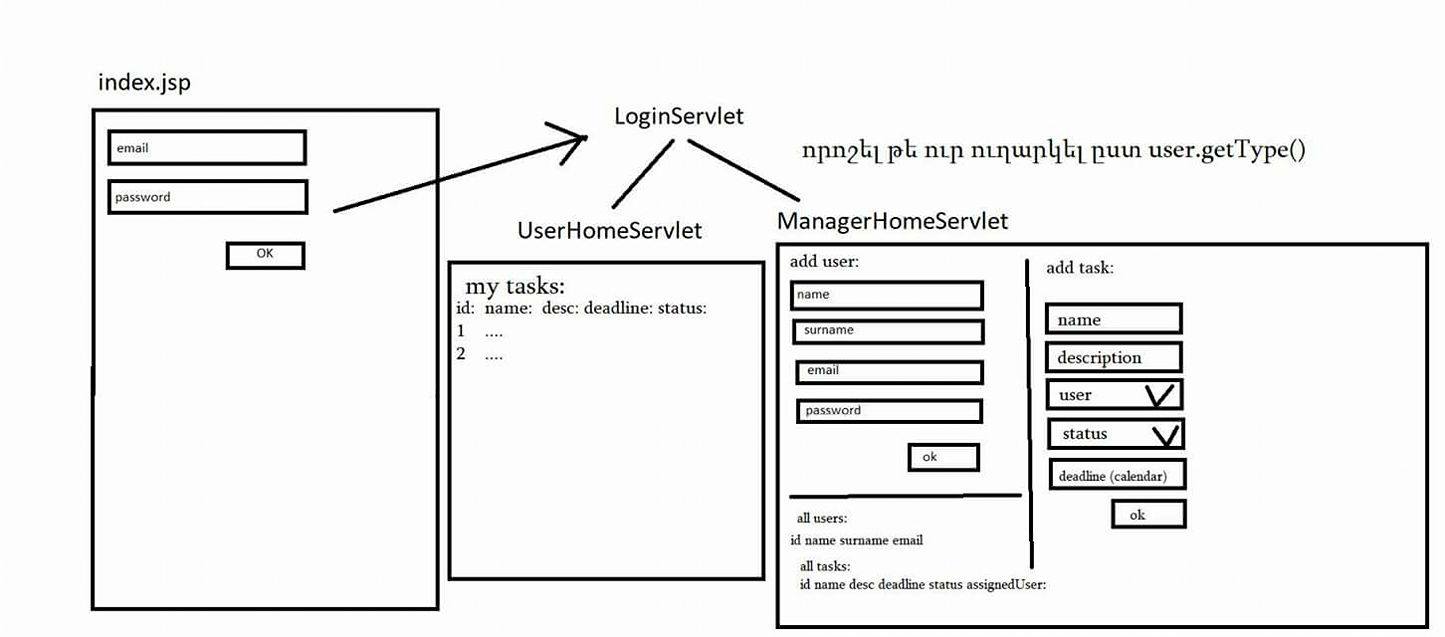 index.jsp
email
password
OK
LoginServlet
որոշել թե ուր ուղարկել ըստ user.getType()
UserHomeServlet
my tasks:
id: name: desc: deadline: status:
1 ....
2 ....
ManagerHomeServlet
add user:
name
surname
email
password
ok
all users:
id name surname email
all tasks:
id name desc deadline status assignedUser:
add task:
name
description
user
status
deadline (calendar)
ok